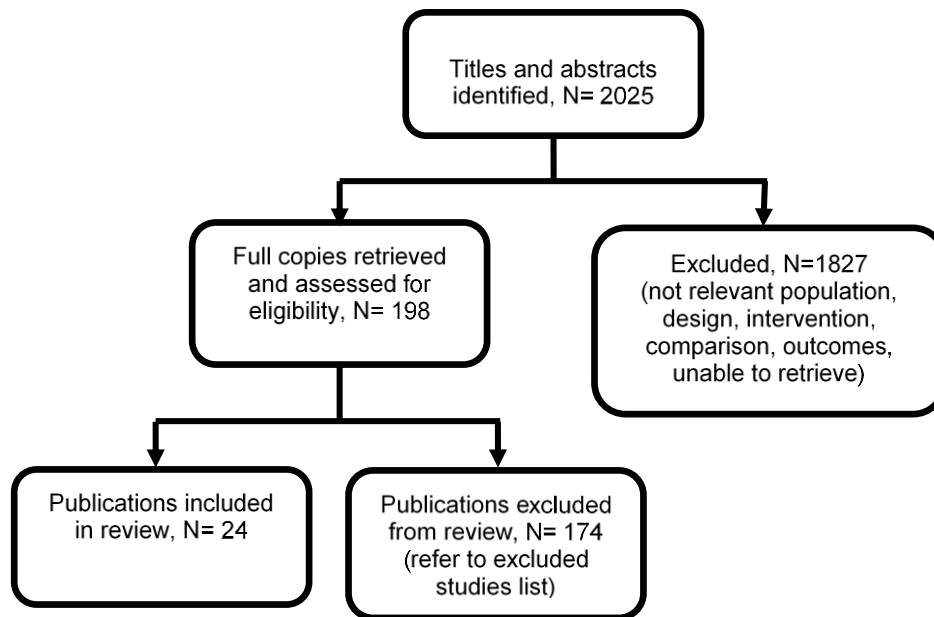 Titles and abstracts
identified, N= 2025
Full copies retrieved
and assessed for
eligibility, N= 198
Excluded, N=1827
(not relevant population,
design, intervention,
comparison, outcomes,
unable to retrieve)
Publications included
in review, N= 24
Publications excluded
from review, N= 174
(refer to excluded
studies list)